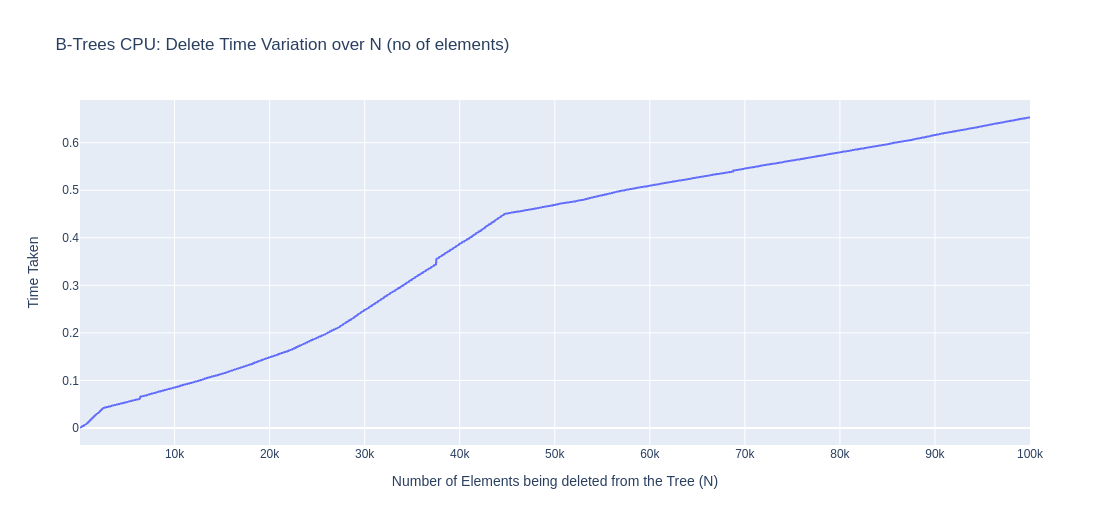 B-Trees CPU: Delete Time Variation over N (no of elements)
Time Taken
0.6
0.5
0.4
0.3
0.2
0.1
0
10k 20k 30k 40k 50k 60k 70k 80k 90k 100k
Number of Elements being deleted from the Tree (N)